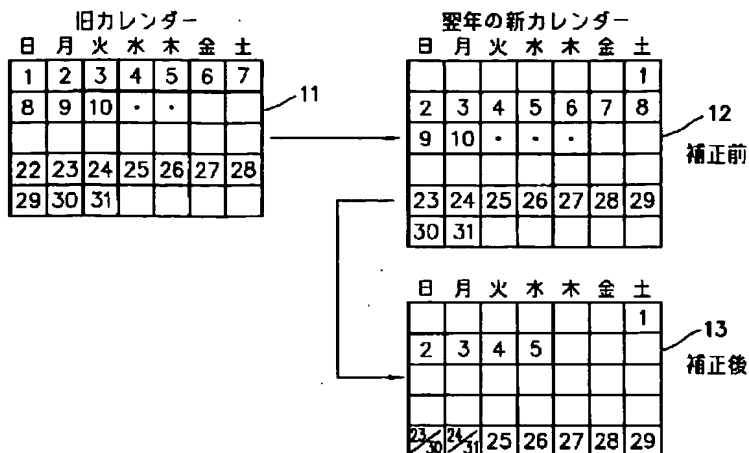 旧カレンダー
日 月 火 水 木 金 土
1 2 3 4 5 6 7
8 9 10 ・ ・
22 23 24 25 26 27 28
29 30 31
11
翌年の新カレンダー
日 月 火 水 木 金 土
1
2 3 4 5 6 7 8
9 10 ・ ・ ・
23 24 25 26 27 28 29
30 31
12
補正前
日 月 火 水 木 金 土
1
2 3 4 5
23/30 24/31 25 26 27 28 29
13
補正後